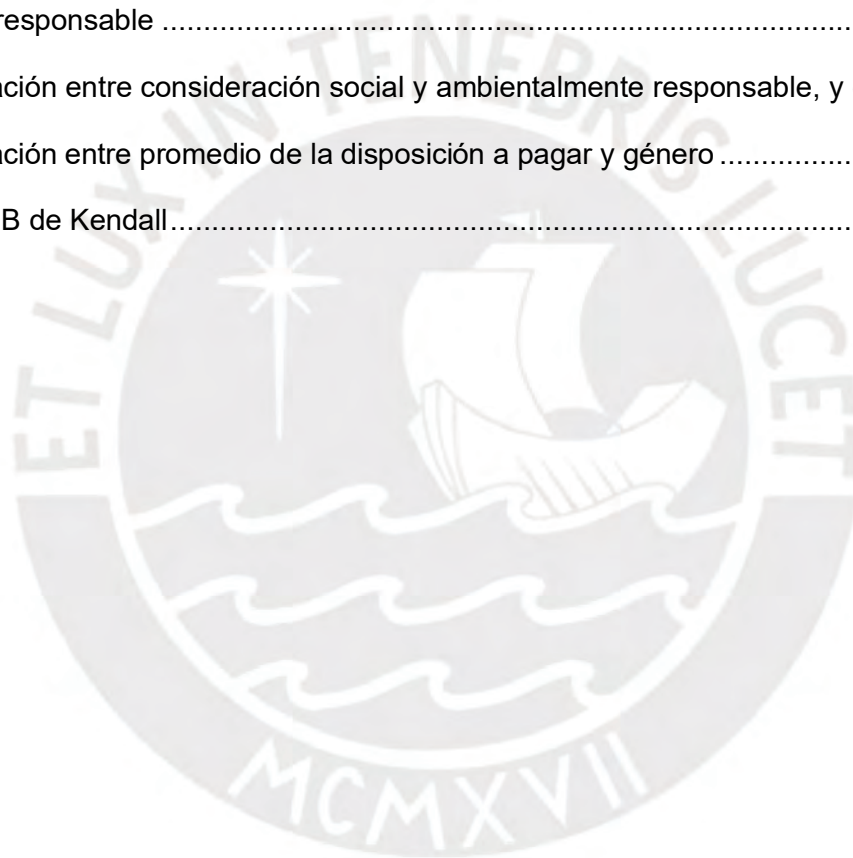 responsable ...............................................................................
ación entre consideración social y ambientalmente responsable, y
ación entre promedio de la disposición a pagar y género ...............
B de Kendall..............................................................................
ET LUX IN TENEBRIS LUCET
MCMXVII